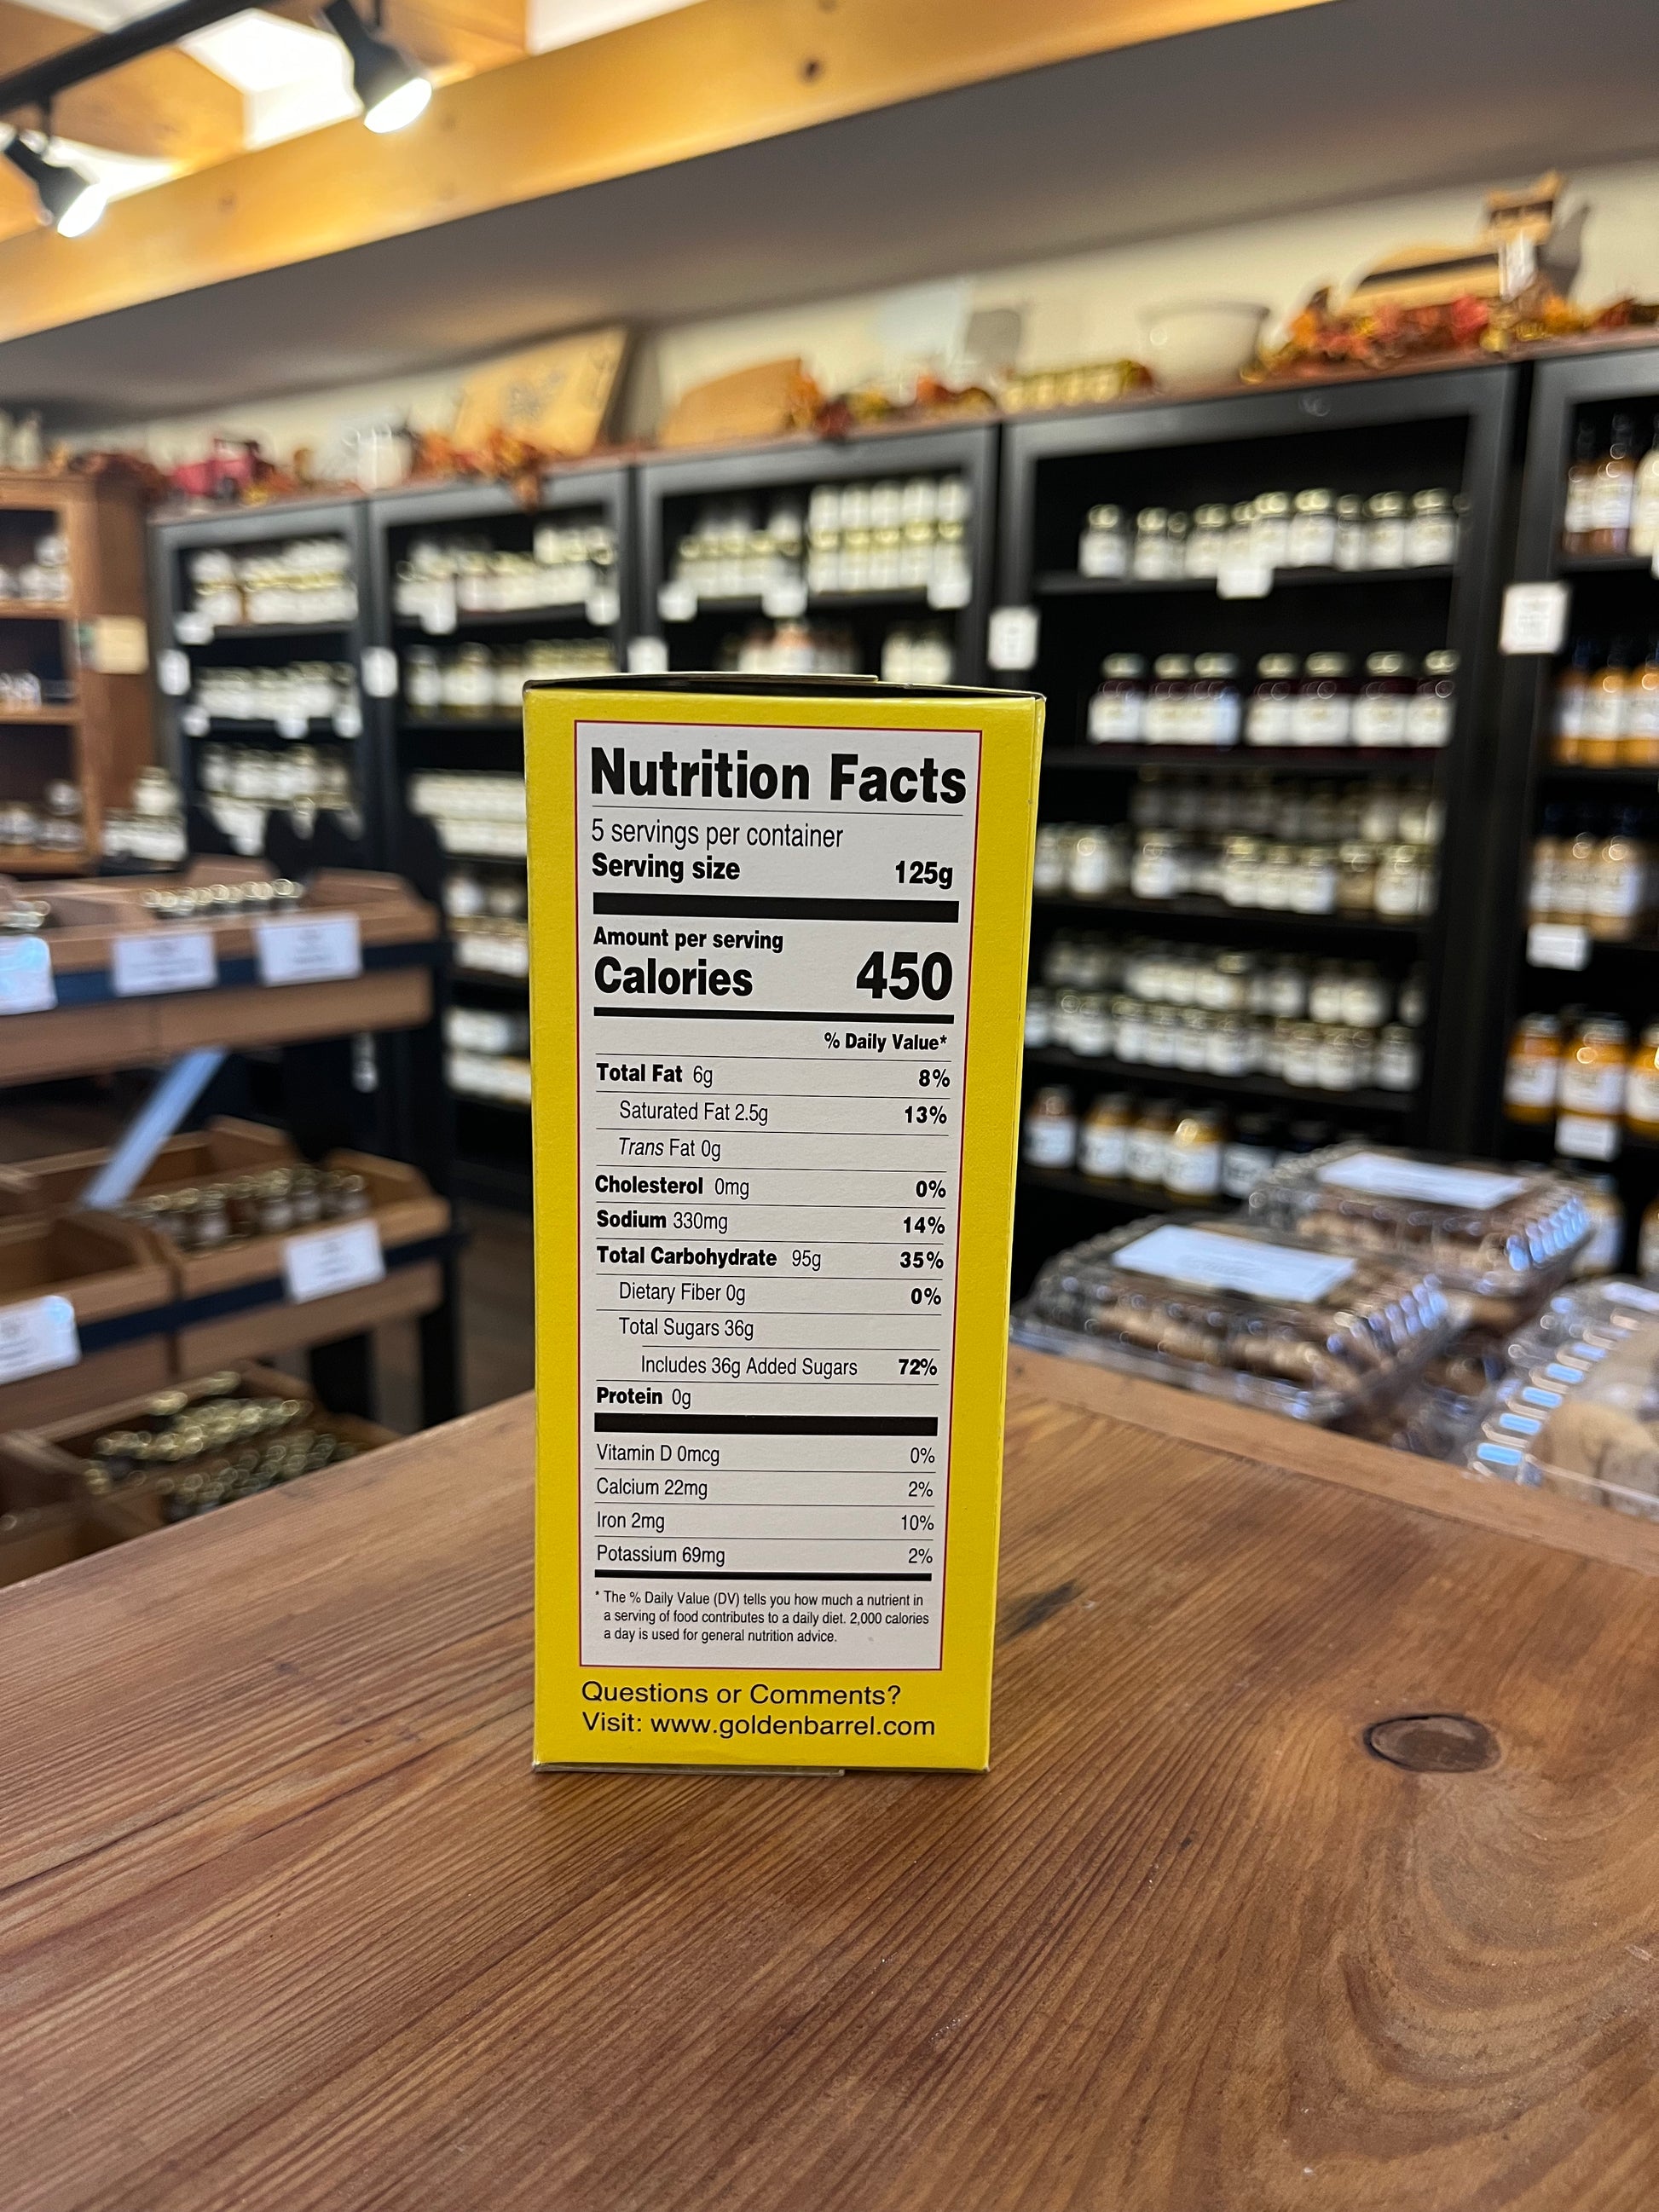 Nutrition Facts
5 servings per container
Serving size 125g
Amount per serving
Calories 450
% Daily Value*
Total Fat 6g 8%
Saturated Fat 2.5g 13%
Trans Fat 0g
Cholesterol 0mg 0%
Sodium 330mg 14%
Total Carbohydrate 95g 35%
Dietary Fiber 0g 0%
Total Sugars 36g
Includes 36g Added Sugars 72%
Protein 0g
Vitamin D 0mcg 0%
Calcium 22mg 2%
Iron 2mg 10%
Potassium 69mg 2%
* The % Daily Value (DV) tells you how much a nutrient in
a serving of food contributes to a daily diet. 2,000 calories
a day is used for general nutrition advice.
Questions or Comments?
Visit: www.goldenbarrel.com